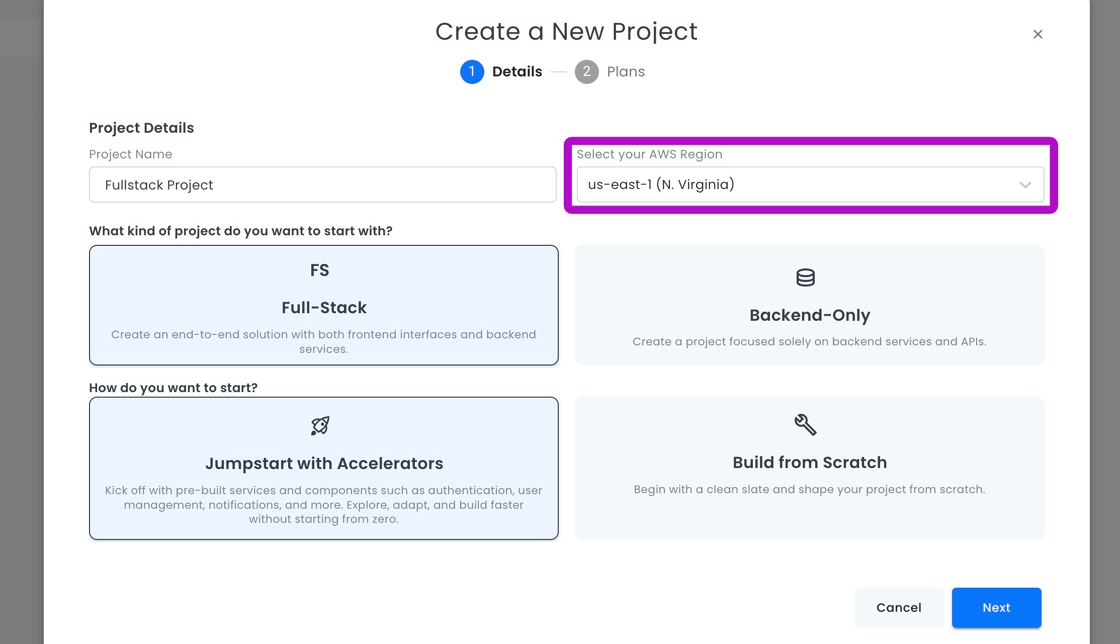 Create a New Project
1 Details 2 Plans
Project Details
Project Name
Fullstack Project
Select your AWS Region
us-east-1 (N. Virginia)
What kind of project do you want to start with?
FS
Full-Stack
Create an end-to-end solution with both frontend interfaces and backend
services.
Backend-Only
Create a project focused solely on backend services and APIs.
How do you want to start?
Jumpstart with Accelerators
Kick off with pre-built services and components such as authentication, user
management, notifications, and more. Explore, adapt, and build faster
without starting from zero.
Build from Scratch
Begin with a clean slate and shape your project from scratch.
Cancel
Next